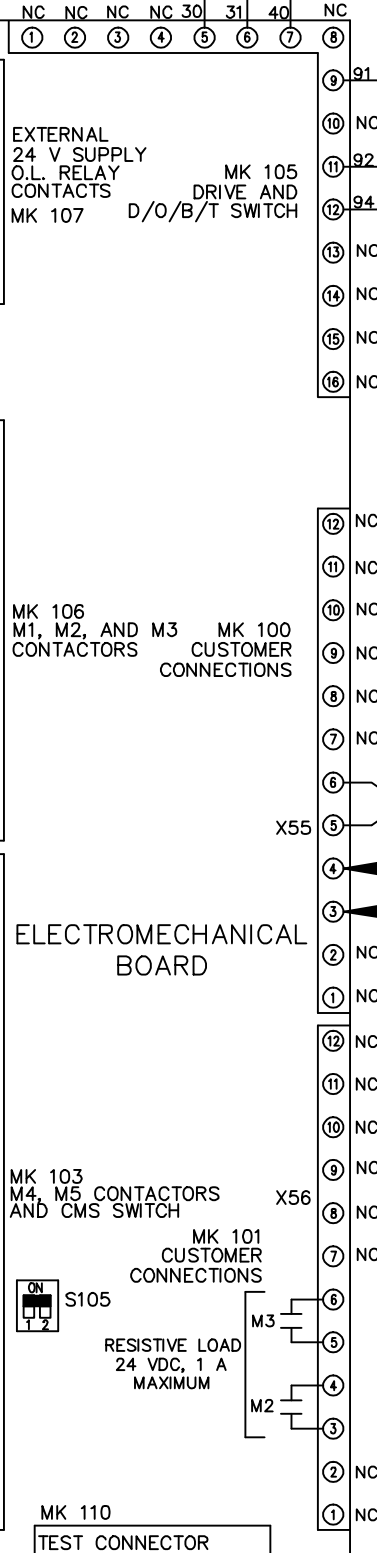 NC NC NC NC 30 31 40 NC
1 2 3 4 5 6 7 8
9 91
10 NC
11 92
12 94
13 NC
14 NC
15 NC
16 NC
EXTERNAL
24 V SUPPLY
O.L. RELAY
CONTACTS
MK 107
MK 105
DRIVE AND
D/O/B/T SWITCH
12 NC
11 NC
10 NC
9 NC
8 NC
7 NC
6
5
4
3
2 NC
1 NC
MK 106
M1, M2, AND M3
CONTACTORS
MK 100
CUSTOMER
CONNECTIONS
X55
ELECTROMECHANICAL
BOARD
12 NC
11 NC
10 NC
9 NC
8 NC
7 NC
6
5
4
3
2 NC
1 NC
MK 103
M4, M5 CONTACTORS
AND CMS SWITCH
X56
MK 101
CUSTOMER
CONNECTIONS
ON
1 2
S105
M3
RESISTIVE LOAD
24 VDC, 1 A
MAXIMUM
M2
MK 110
TEST CONNECTOR